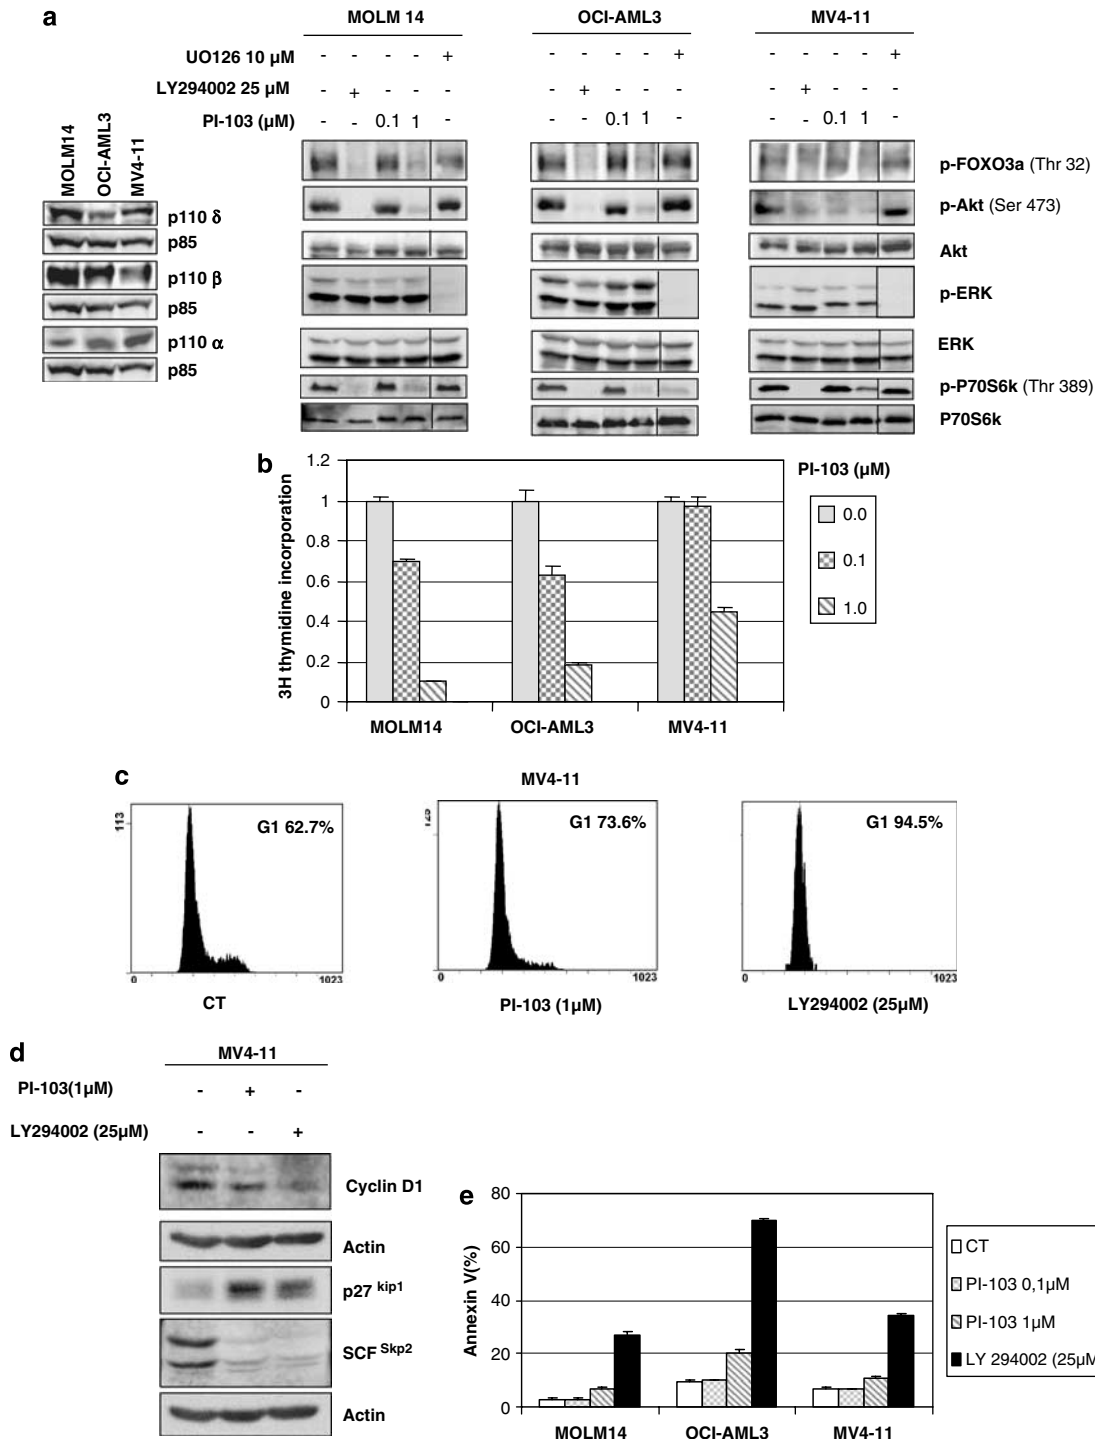 a
MOLM 14
OCI-AML3
MV4-11
UO126 10 µM
- - - - +
- - - - +
- - - - +
LY294002 25 µM
- + - - -
- + - - -
- + - - -
PI-103 (µM)
- - 0.1 1 -
- - 0.1 1 -
- - 0.1 1 -
MOLM14
OCI-AML3
MV4-11
p110 δ
p85
p110 β
p85
p110 α
p85
p-FOXO3a (Thr 32)
p-Akt (Ser 473)
Akt
p-ERK
ERK
p-P70S6k (Thr 389)
P70S6k
b
3H thymidine incorporation
1.2
1
0.8
0.6
0.4
0.2
0
MOLM14
OCI-AML3
MV4-11
PI-103 (µM)
0.0
0.1
1.0
c
MV4-11
113
G1 62.7%
0
1023
CT
G1 73.6%
0
1023
PI-103 (1µM)
G1 94.5%
0
1023
LY294002 (25µM)
d
MV4-11
PI-103(1µM)
- + -
LY294002 (25µM)
- - +
Cyclin D1
Actin
p27 kip1
SCF Skp2
Actin
e
Annexin V(%)
80
60
40
20
0
MOLM14
OCI-AML3
MV4-11
CT
PI-103 0,1µM
PI-103 1µM
LY 294002 (25µM